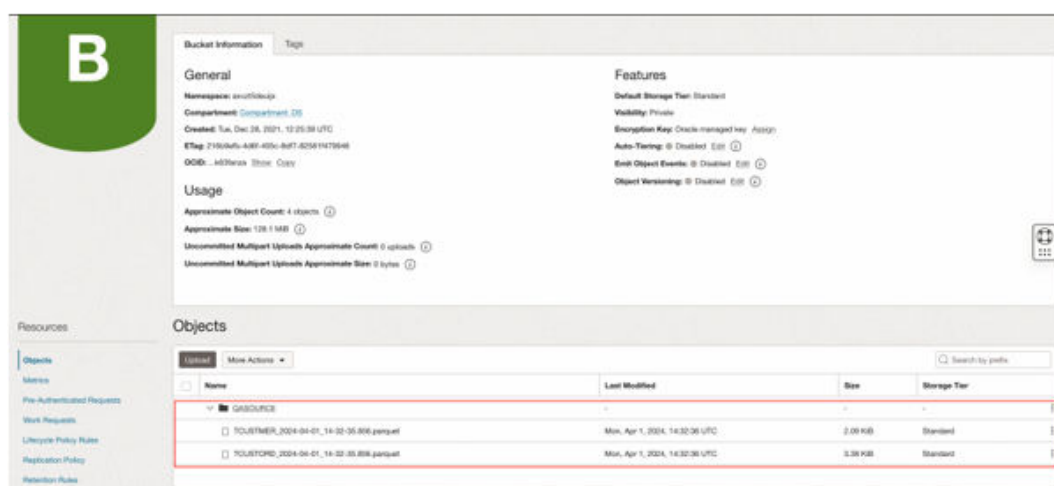 B
Bucket Information Tags
General
Namespace:
Compartment: Compartment_DS
Created: Tue, Dec 28, 2021, 12:25:39 UTC
ETag:
OCID: Show Copy
Usage
Approximate Object Count: 4 objects
Approximate Size: 128.1 MiB
Uncommitted Multipart Uploads Approximate Count: 0 uploads
Uncommitted Multipart Uploads Approximate Size: 0 bytes
Features
Default Storage Tier: Standard
Visibility: Private
Encryption Key: Oracle managed key Assign
Auto-Tiering: Disabled Edit
Emit Object Events: Disabled Edit
Object Versioning: Disabled Edit
Resources
Objects
Metrics
Pre-Authenticated Requests
Work Requests
Lifecycle Policy Rules
Replication Policy
Retention Rules
Objects
Upload More Actions
Search by prefix
Name Last Modified Size Storage Tier
QASOURCE - - -
TCUSTMER_2024-04-01_14-32-35.806.parquet Mon, Apr 1, 2024, 14:32:36 UTC 2.09 KiB Standard
TCUSTORD_2024-04-01_14-32-35.806.parquet Mon, Apr 1, 2024, 14:32:36 UTC 3.38 KiB Standard